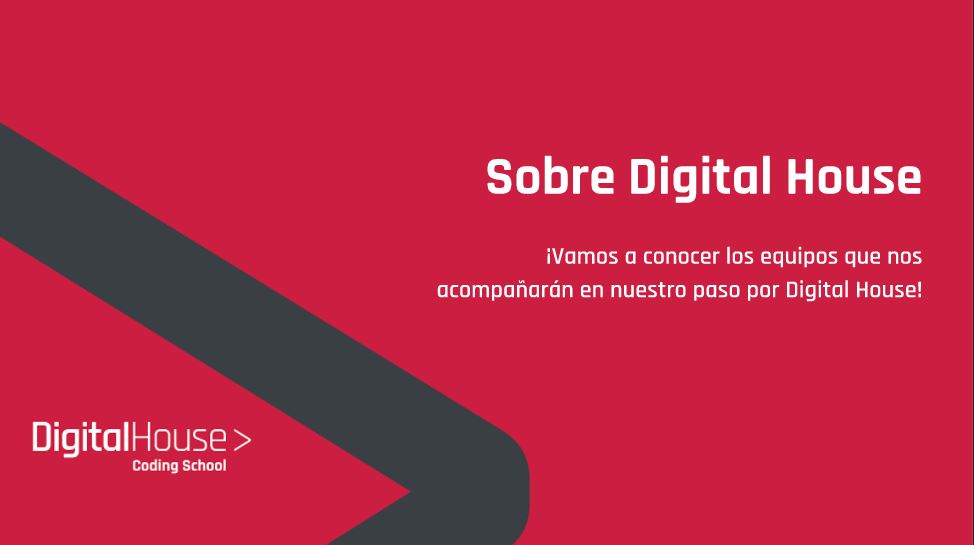 Sobre Digital House
¡Vamos a conocer los equipos que nos
acompañarán en nuestro paso por Digital House!
DigitalHouse>
Coding School